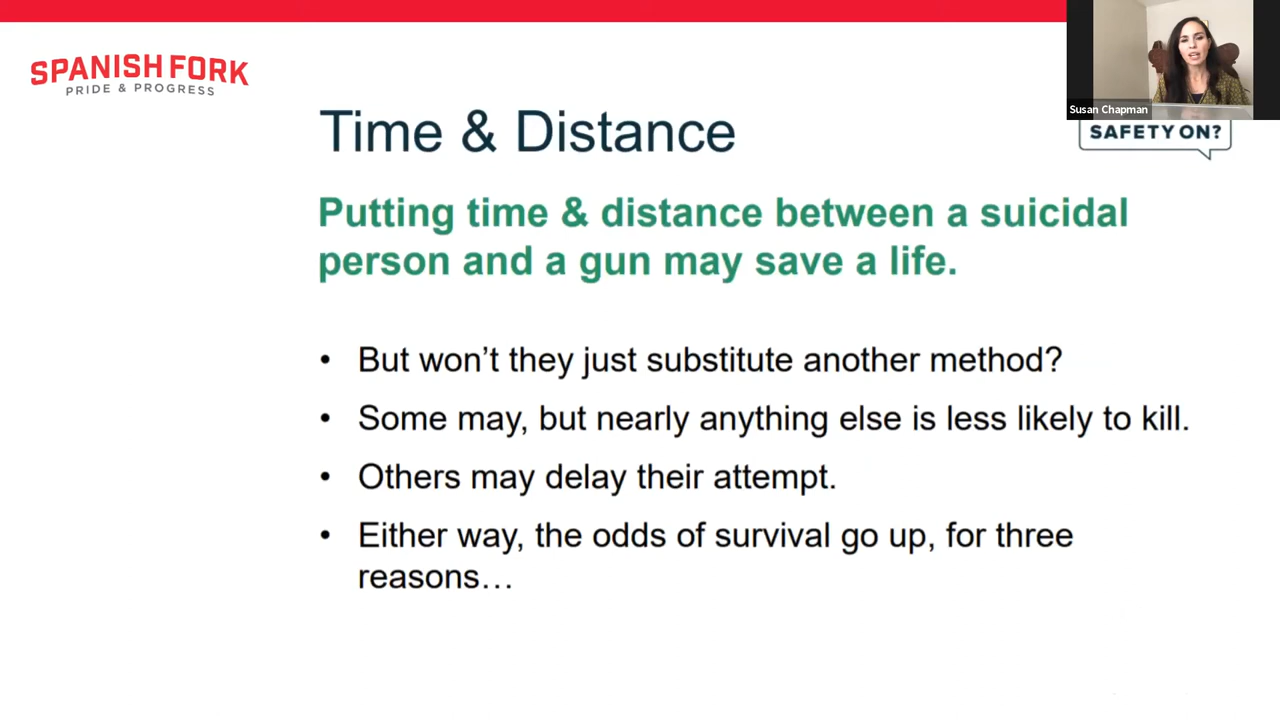 SPANISH FORK
PRIDE & PROGRESS
Susan Chapman
SAFETY ON?
Time & Distance
Putting time & distance between a suicidal
person and a gun may save a life.
• But won’t they just substitute another method?
• Some may, but nearly anything else is less likely to kill.
• Others may delay their attempt.
• Either way, the odds of survival go up, for three
reasons…